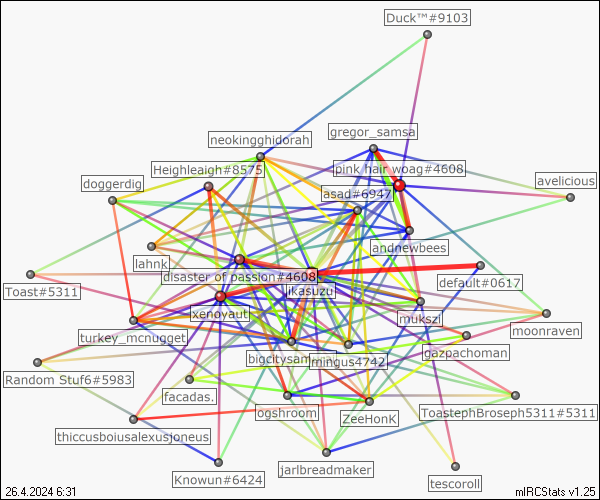 Duck™#9103
gregor_samsa
neokingghidorah
Heighleaigh#8575
pink hair woag#4608
doggerdig
asad#6947
avelicious
andnewbees
lahnk
disaster of passion#4608
default#0617
Toast#5311
ikasuzu
xenoyaut
mukszi
moonraven
turkey_mcnugget
bigcitysam
mingus4742
gazpachoman
Random Stuf6#5983
facadas.
ogshroom
ZeeHonK
ToastephBroseph5311#5311
thiccusboiusalexusjoneus
Knowun#6424
jarlbreadmaker
tescoroll
26.4.2024 6:31
mIRCStats v1.25